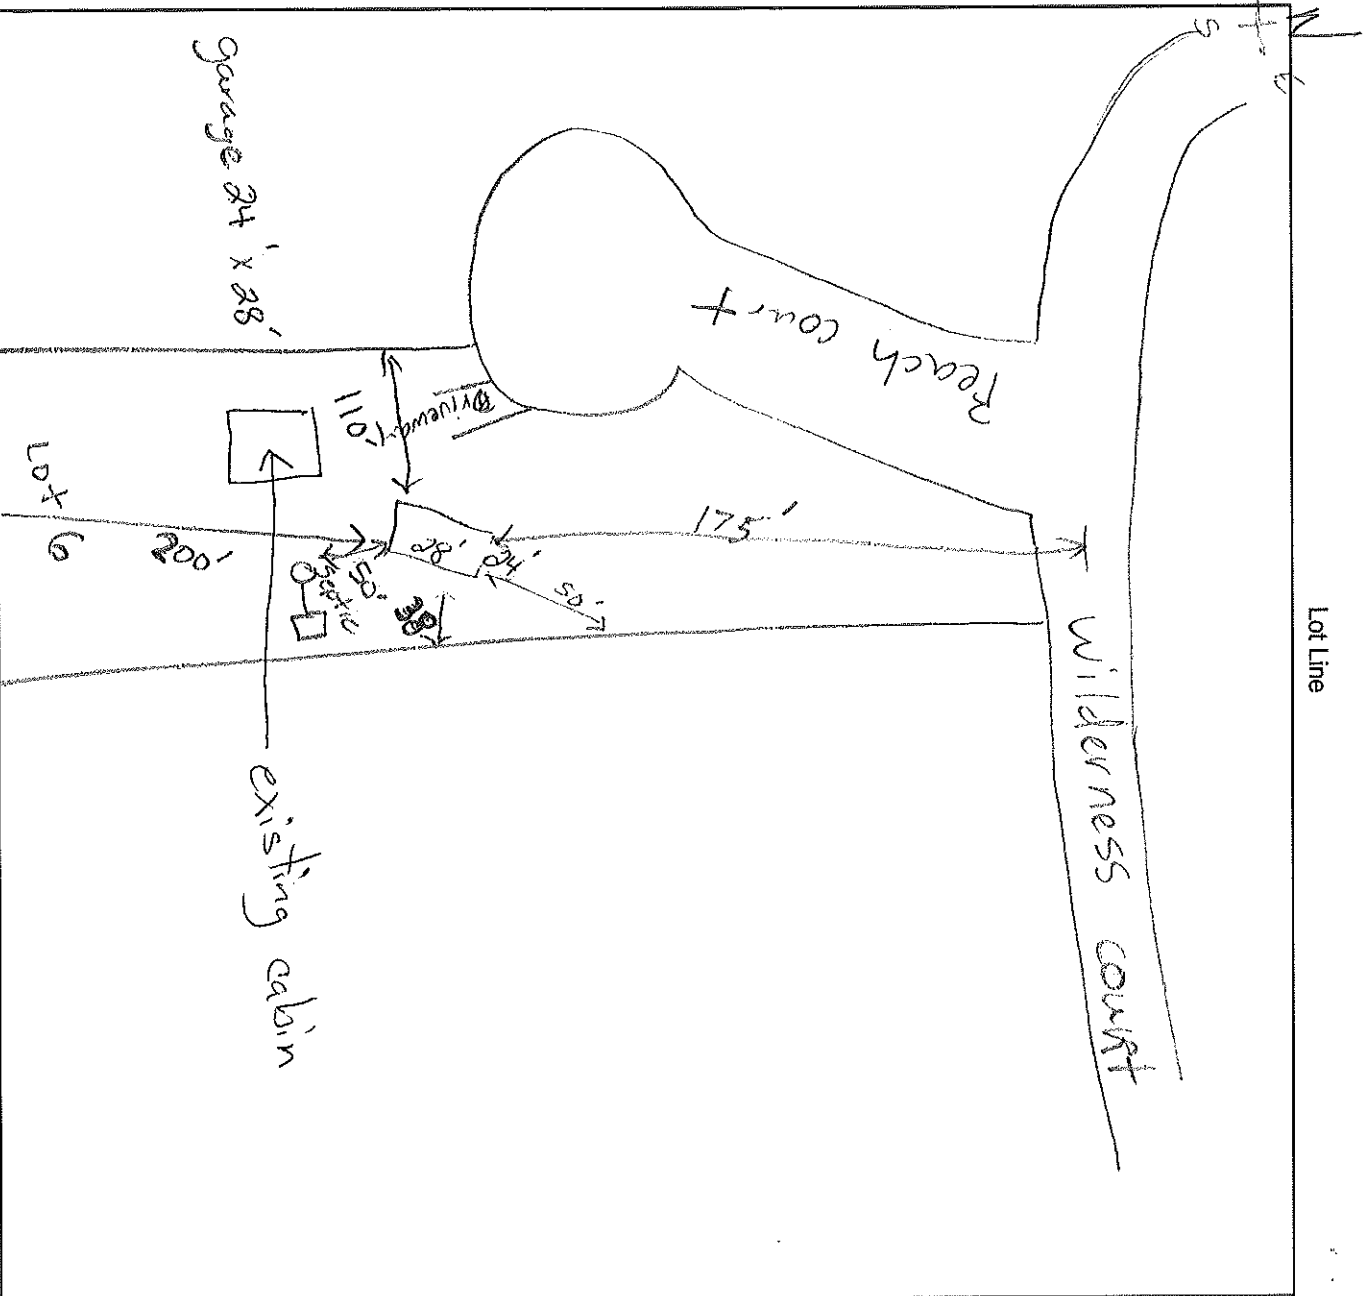 N
S
Lot Line
Peach court
Wilderness court
175'
Driveway
110'
28'
24'
50'
38'
50'
Septic
200'
Lot 6
existing cabin
garage 24' x 28'